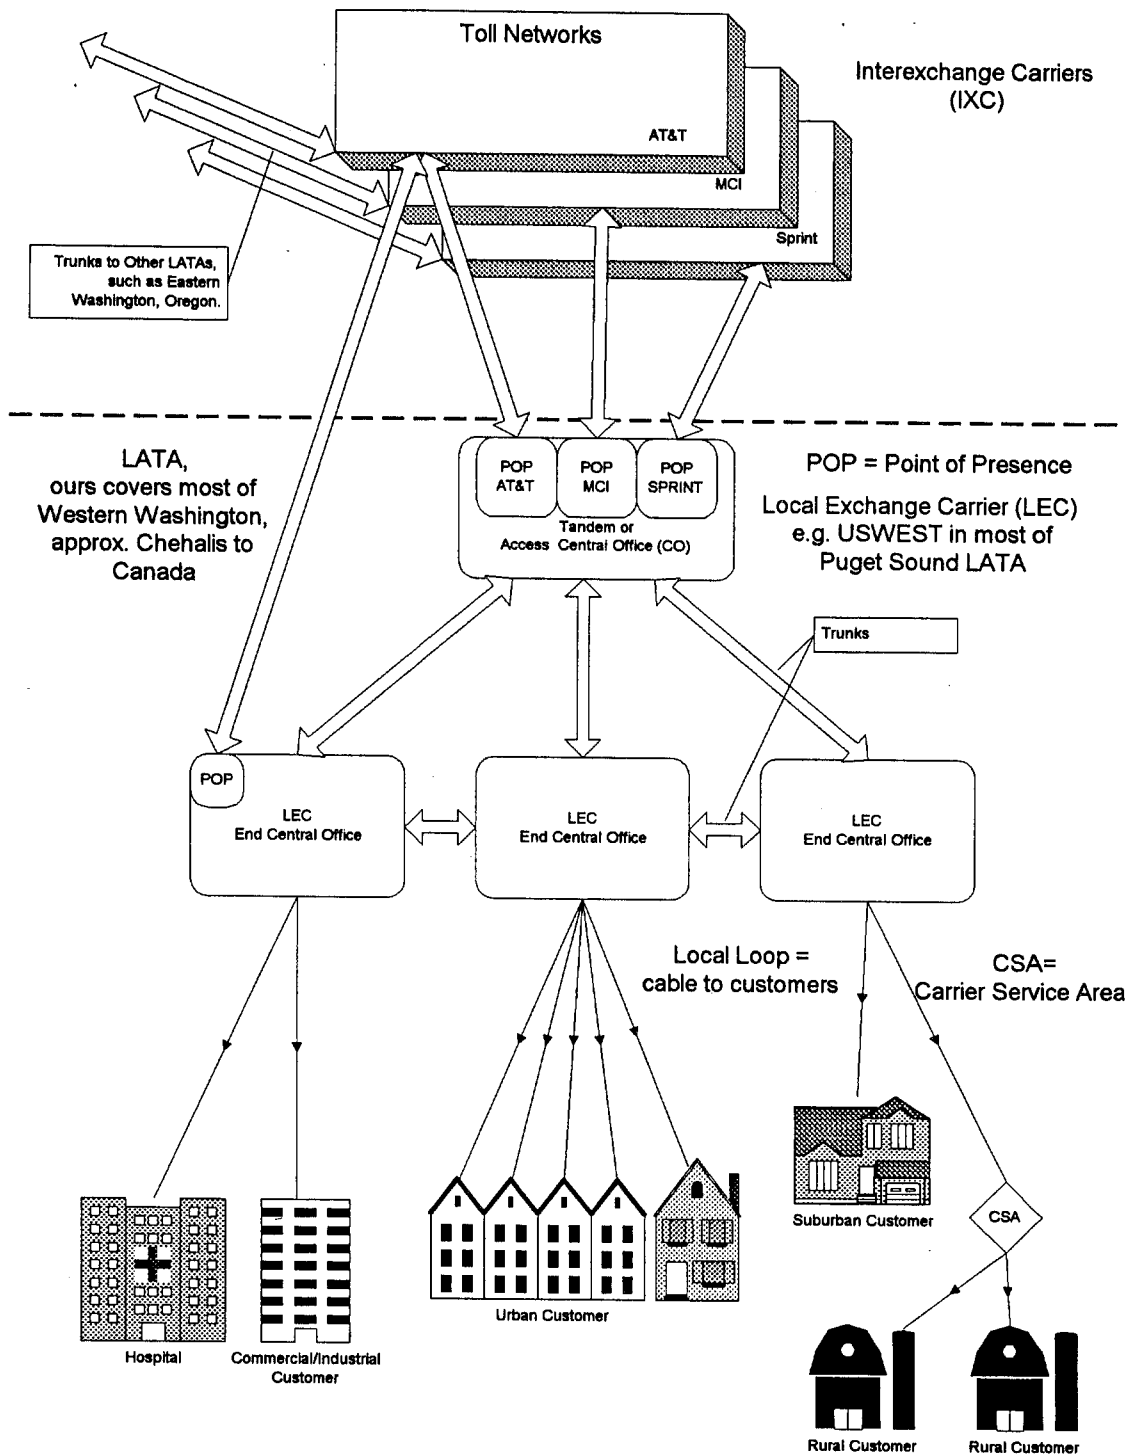 Toll Networks
AT&T
MCI
Sprint
Interexchange Carriers
(IXC)
Trunks to Other LATAs,
such as Eastern
Washington, Oregon.
LATA,
ours covers most of
Western Washington,
approx. Chehalis to
Canada
POP
AT&T
POP
MCI
POP
SPRINT
Tandem or
Access Central Office (CO)
POP = Point of Presence
Local Exchange Carrier (LEC)
e.g. USWEST in most of
Puget Sound LATA
Trunks
POP
LEC
End Central Office
LEC
End Central Office
LEC
End Central Office
Local Loop =
cable to customers
CSA=
Carrier Service Area
Suburban Customer
CSA
Urban Customer
Hospital
Commercial/Industrial
Customer
Rural Customer
Rural Customer